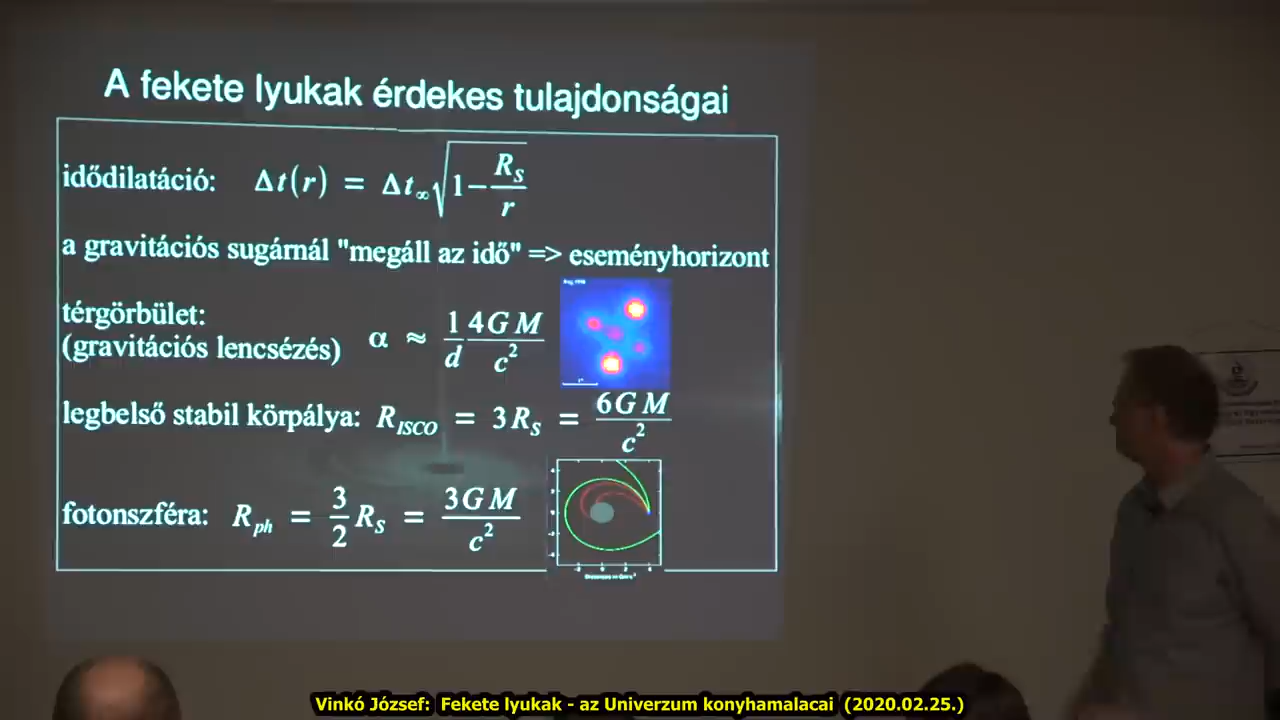 A fekete lyukak érdekes tulajdonságai
idődilatáció: Δt(r) = Δt∞ √(1 − R_S / r)
a gravitációs sugárnál "megáll az idő" => eseményhorizont
térgörbület:
(gravitációs lencsézés) α ≈ 1/d 4GM/c²
legbelső stabil körpálya: R_ISCO = 3R_S = 6GM/c²
fotonszféra: R_ph = 3/2 R_S = 3GM/c²
Vinkó József: Fekete lyukak - az Univerzum konyhamalacai (2020.02.25.)